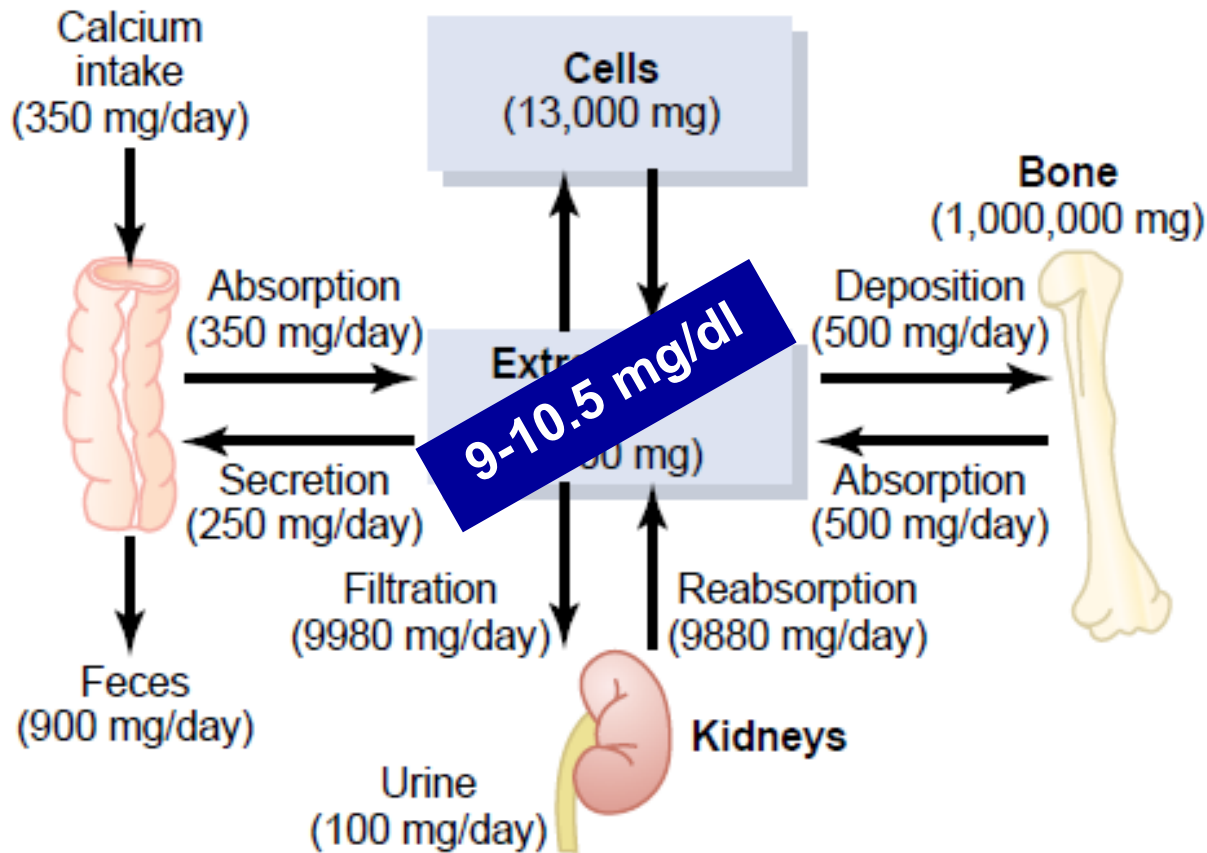 Calcium
intake
(350 mg/day)
Cells
(13,000 mg)
Bone
(1,000,000 mg)
Absorption
(350 mg/day)
Deposition
(500 mg/day)
9-10.5 mg/dl
mg)
Secretion
(250 mg/day)
Absorption
(500 mg/day)
Filtration
(9980 mg/day)
Reabsorption
(9880 mg/day)
Feces
(900 mg/day)
Kidneys
Urine
(100 mg/day)